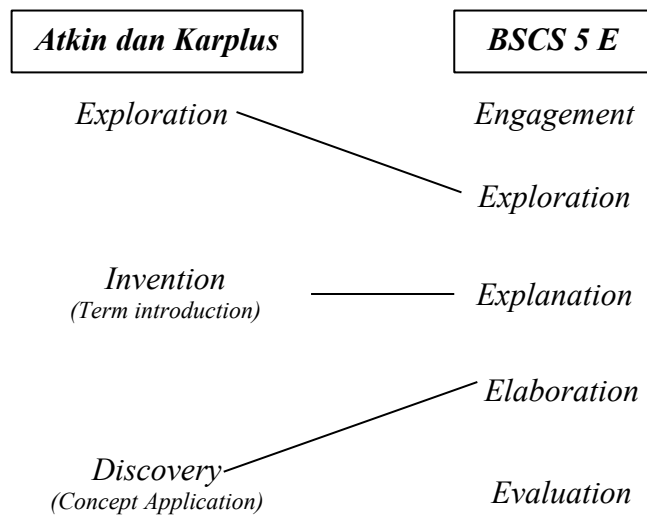 Atkin dan Karplus
BSCS 5 E
Exploration
Engagement
Exploration
Invention
(Term introduction)
Explanation
Elaboration
Discovery
(Concept Application)
Evaluation